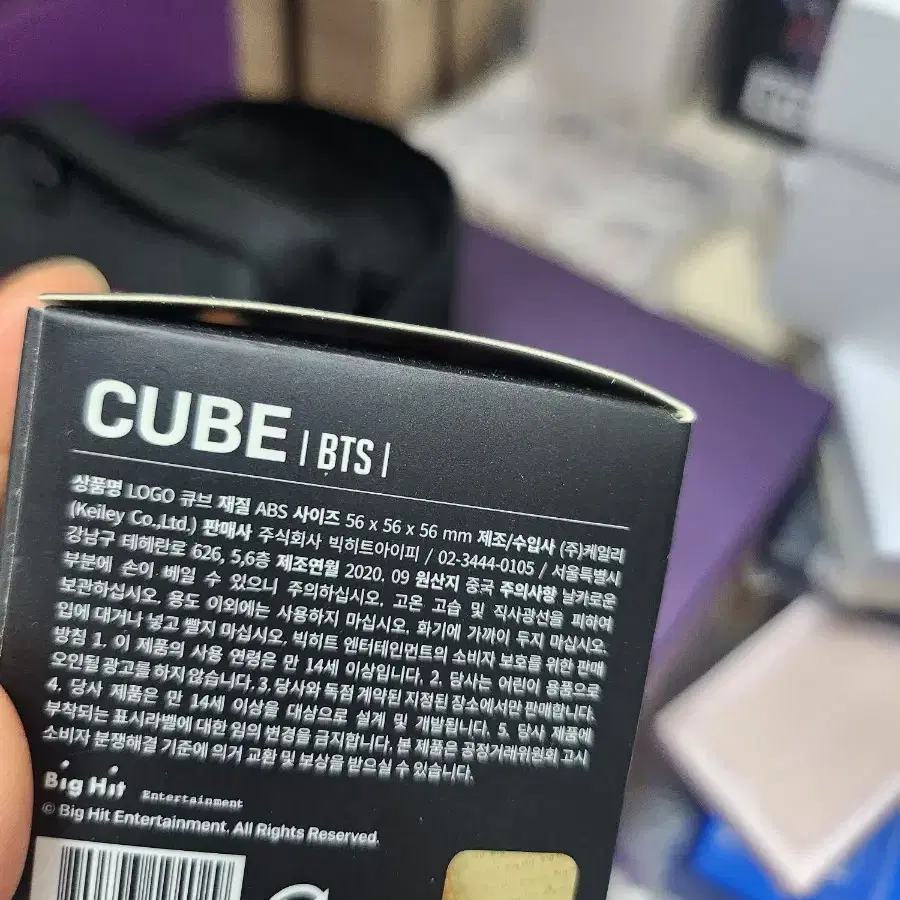 CUBE | BTS |
상품명 LOGO 큐브 재질 ABS 사이즈 56 x 56 x 56 mm 제조/수입사 (주)케일리
(Keiley Co.,Ltd.) 판매사 주식회사 빅히트아이피 / 02-3444-0105 / 서울특별시
강남구 테헤란로 626, 5,6층 제조연월 2020. 09 원산지 중국 주의사항 날카로운
부분에 손이 베일 수 있으니 주의하십시오. 고온 고습 및 직사광선을 피하여
보관하십시오. 용도 이외에는 사용하지 마십시오. 화기에 가까이 두지 마십시오.
입에 대거나 넣고 빨지 마십시오. 빅히트 엔터테인먼트의 소비자 보호를 위한 판매
방침 1. 이 제품의 사용 연령은 만 14세 이상입니다. 2. 당사는 어린이 용품으로
오인될 광고를 하지 않습니다. 3. 당사와 독점 계약된 지정된 장소에서만 판매합니다.
4. 당사 제품은 만 14세 이상을 대상으로 설계 및 개발됩니다. 5. 당사 제품에
부착되는 표시라벨에 대한 임의 변경을 금지합니다. 본 제품은 공정거래위원회 고시
소비자 분쟁해결 기준에 의거 교환 및 보상을 받으실 수 있습니다.
Big Hit Entertainment
© Big Hit Entertainment. All Rights Reserved.